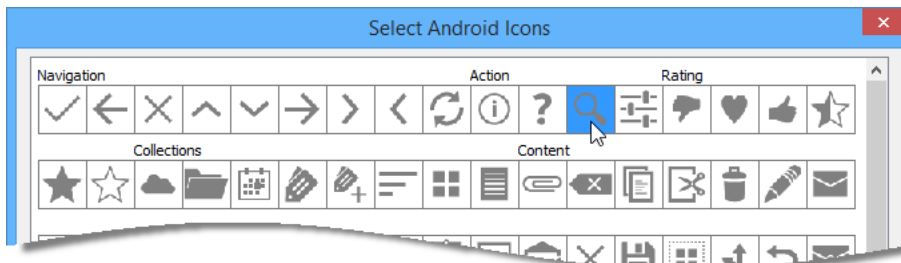 Select Android Icons
Navigation
Action
Rating
Collections
Content